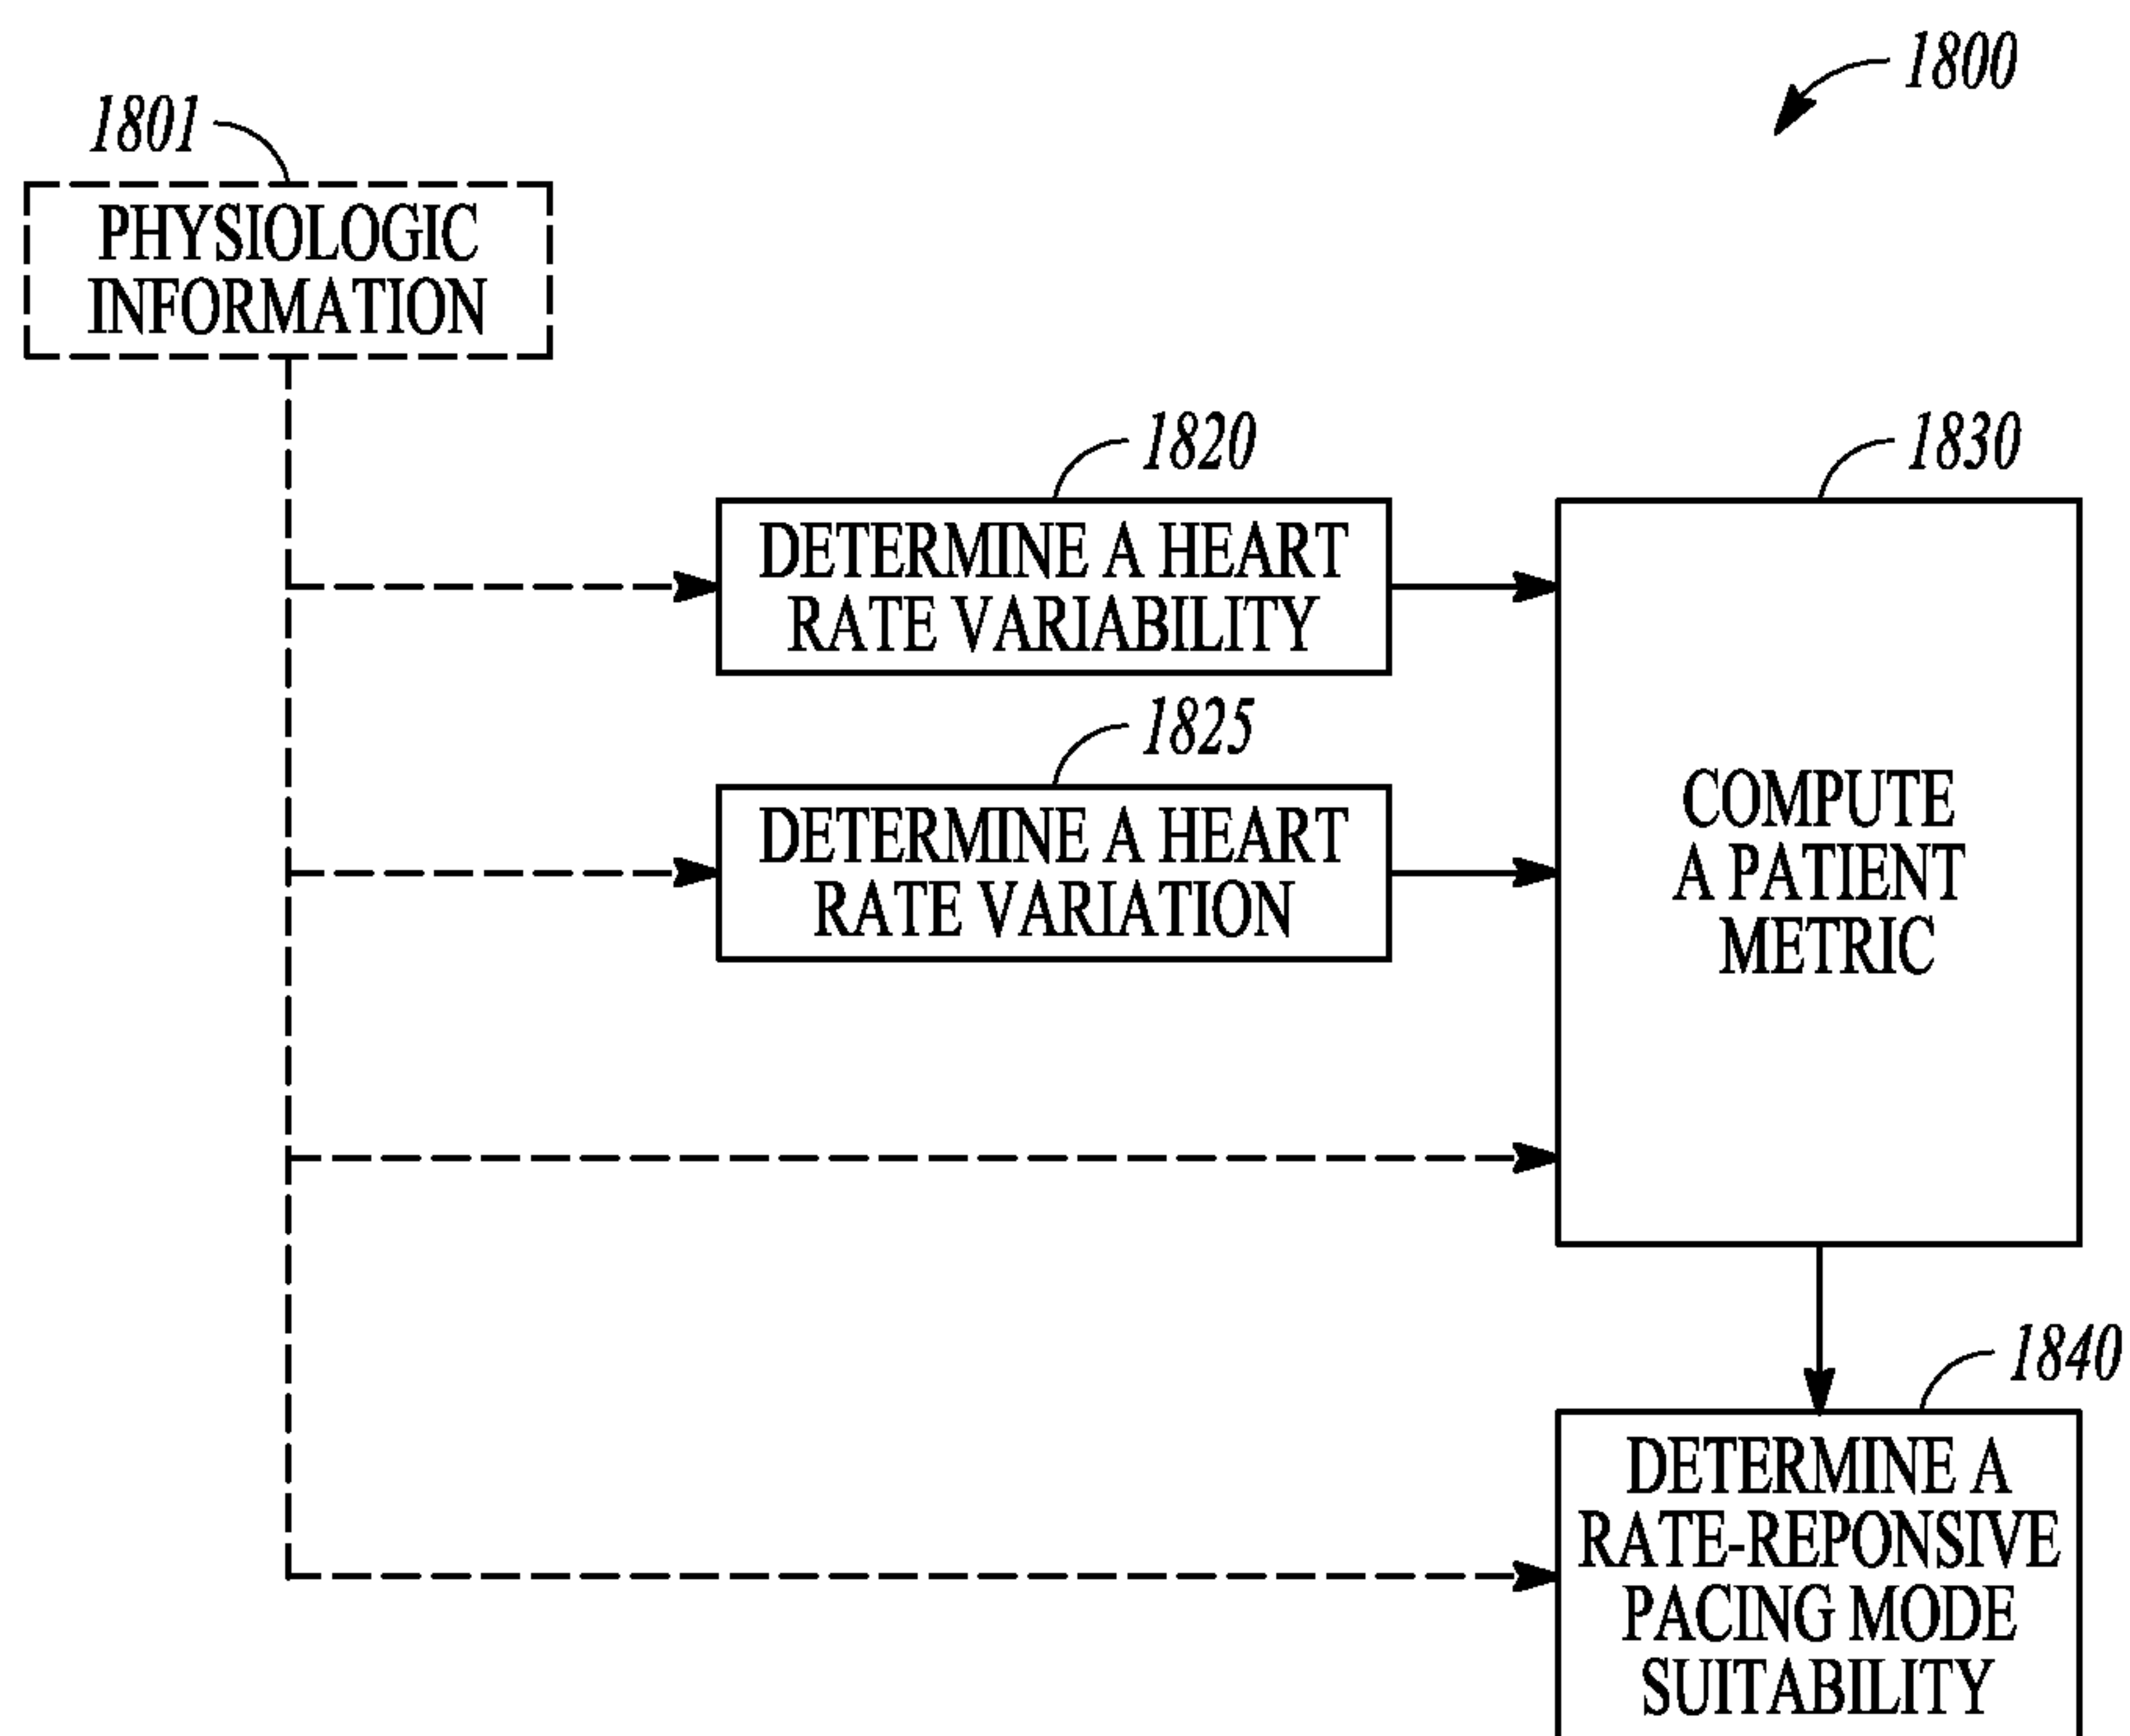 1800
1801
PHYSIOLOGIC
INFORMATION
1820
DETERMINE A HEART
RATE VARIABILITY
1825
DETERMINE A HEART
RATE VARIATION
1830
COMPUTE
A PATIENT
METRIC
1840
DETERMINE A
RATE-REPONSIVE
PACING MODE
SUITABILITY